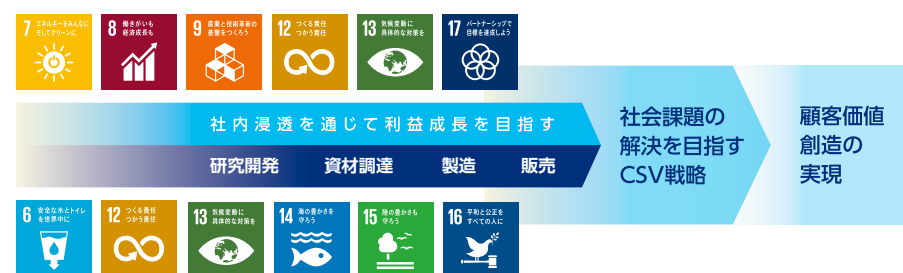 7 エネルギーをみんなに
そしてクリーンに
8 働きがいも
経済成長も
9 産業と技術革新の
基盤をつくろう
12 つくる責任
つかう責任
13 気候変動に
具体的な対策を
17 パートナーシップで
目標を達成しよう
社内浸透を通じて利益成長を目指す
研究開発 資材調達 製造 販売
社会課題の
解決を目指す
CSV戦略
顧客価値
創造の
実現
6 安全な水とトイレ
を世界中に
12 つくる責任
つかう責任
13 気候変動に
具体的な対策を
14 海の豊かさを
守ろう
15 陸の豊かさも
守ろう
16 平和と公正を
すべての人に